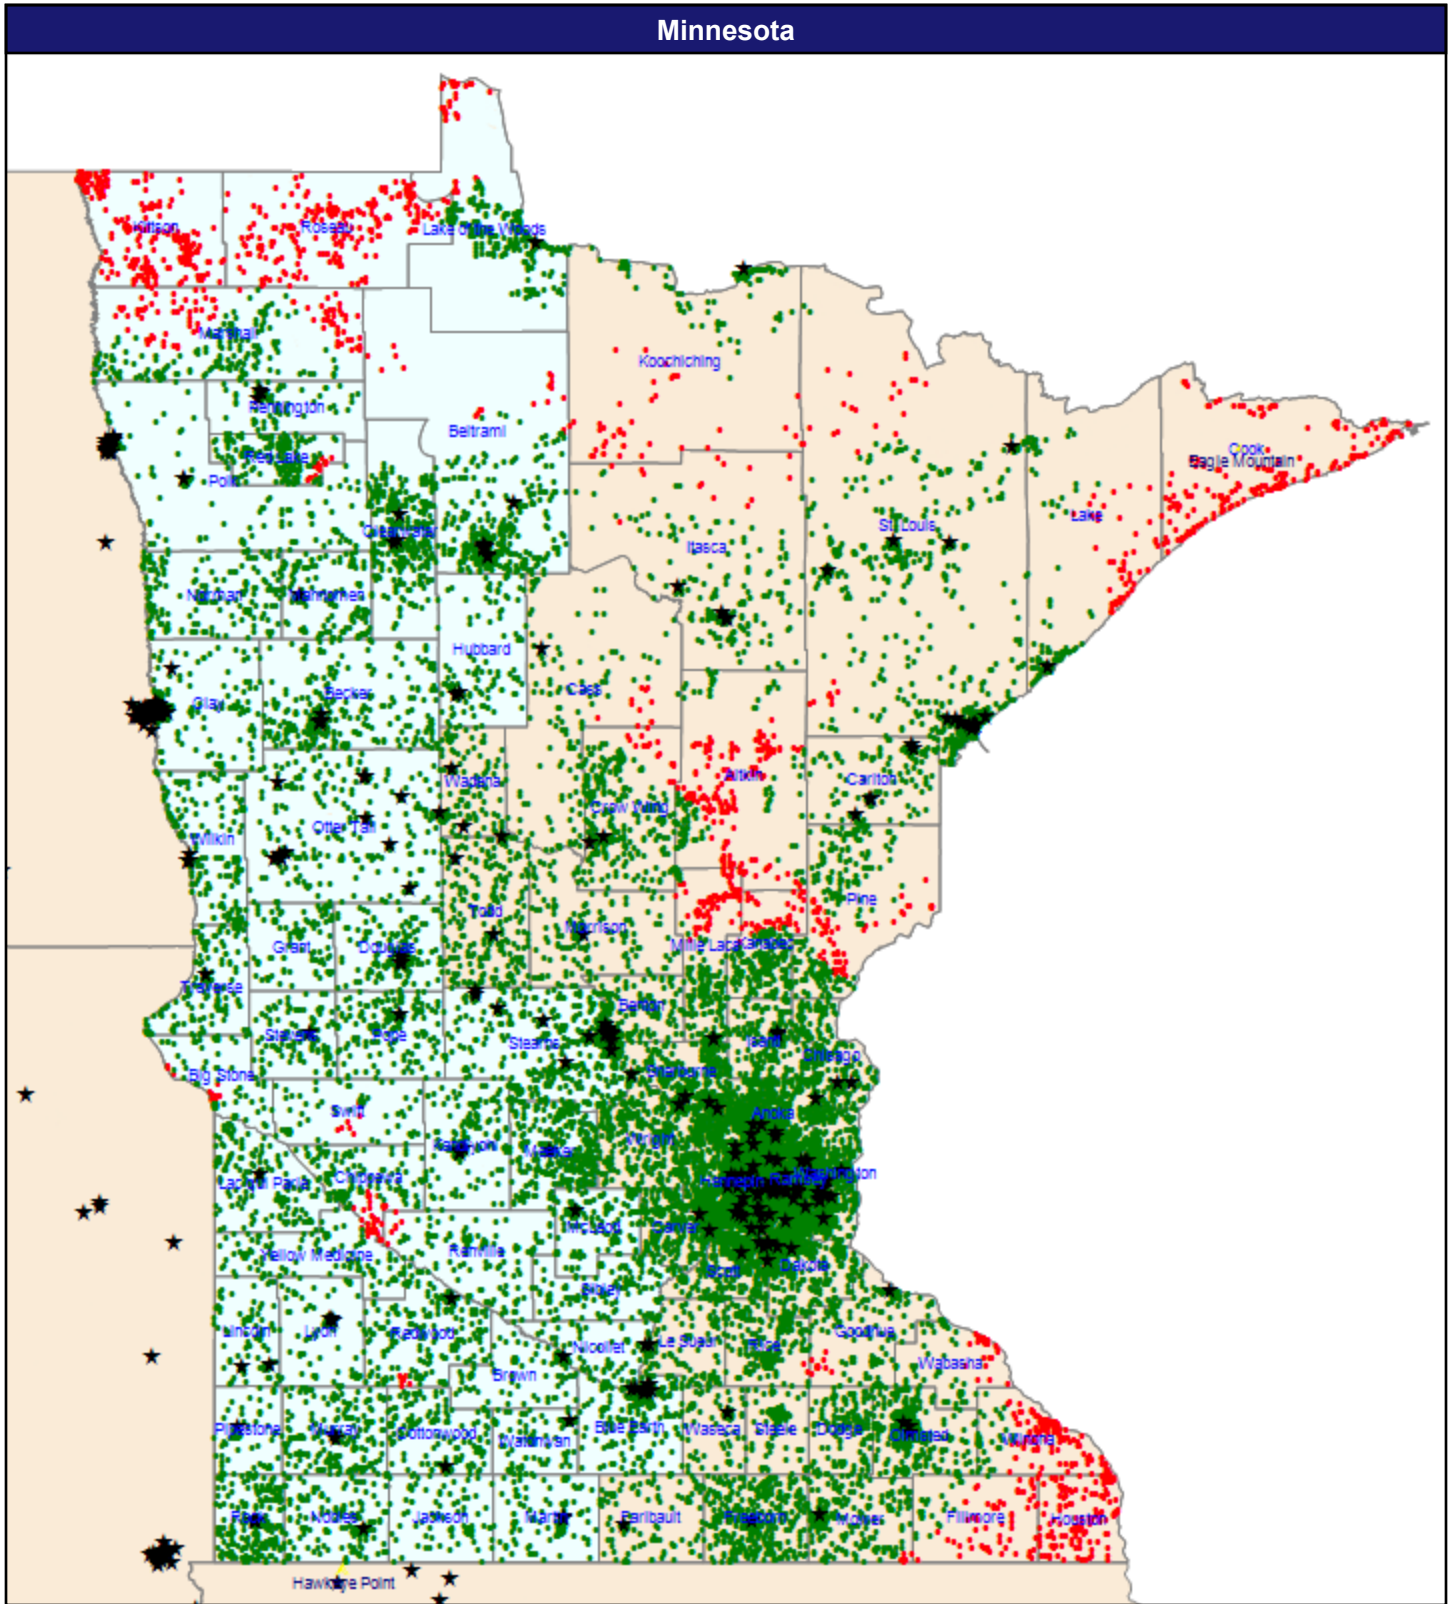 Minnesota
Kittson
Roseau
Lake of the Woods
Marshall
Koochiching
Pennington
Beltrami
Cook
Red Lake
Eagle Mountain
Polk
Lake
St. Louis
Clearwater
Itasca
Norman
Mahnomen
Hubbard
Cass
Becker
Clay
Aitkin
Wadena
Carlton
Crow Wing
Otter Tail
Wilkin
Pine
Todd
Morrison
Grant
Douglas
Mille Lacs
Kanabec
Traverse
Benton
Stevens
Pope
Stearns
Isanti
Chisago
Big Stone
Sherburne
Swift
Anoka
Kandiyohi
Meeker
Wright
Lac qui Parle
Chippewa
Hennepin
Ramsey
Washington
McLeod
Carver
Yellow Medicine
Renville
Scott
Dakota
Sibley
Lincoln
Lyon
Redwood
Nicollet
Le Sueur
Rice
Goodhue
Wabasha
Brown
Pipestone
Murray
Cottonwood
Watonwan
Blue Earth
Waseca
Steele
Dodge
Olmsted
Winona
Rock
Nobles
Jackson
Martin
Faribault
Freeborn
Mower
Fillmore
Houston
Hawkeye Point